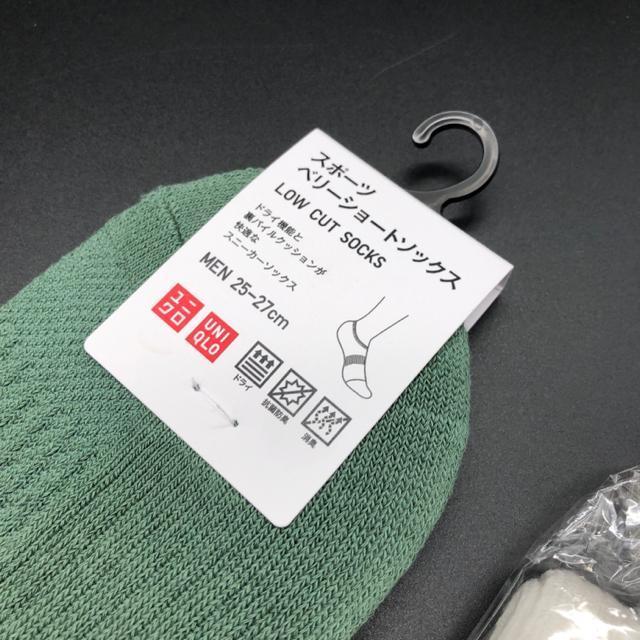 スポーツ
ベリーショートソックス
LOW CUT SOCKS
ドライ機能と
裏パイルクッションが
快適な
スニーカーソックス
MEN 25-27cm
ユニ
クロ
UNI
QLO
ドライ
抗菌防臭
消臭